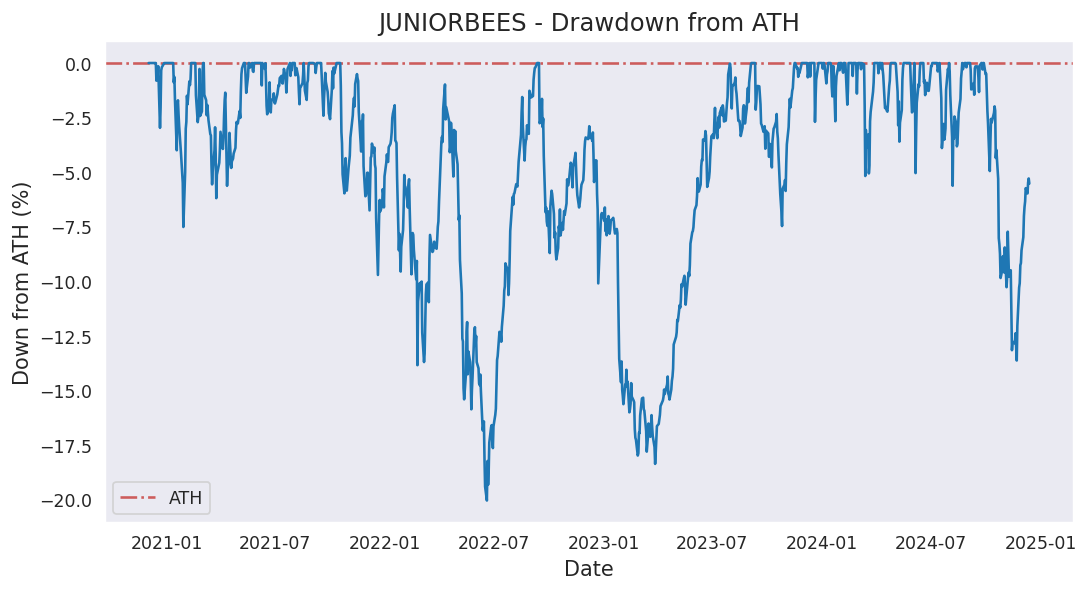 JUNIORBEES - Drawdown from ATH
Down from ATH (%)
0.0
−2.5
−5.0
−7.5
−10.0
−12.5
−15.0
−17.5
−20.0
ATH
2021-01 2021-07 2022-01 2022-07 2023-01 2023-07 2024-01 2024-07 2025-01
Date